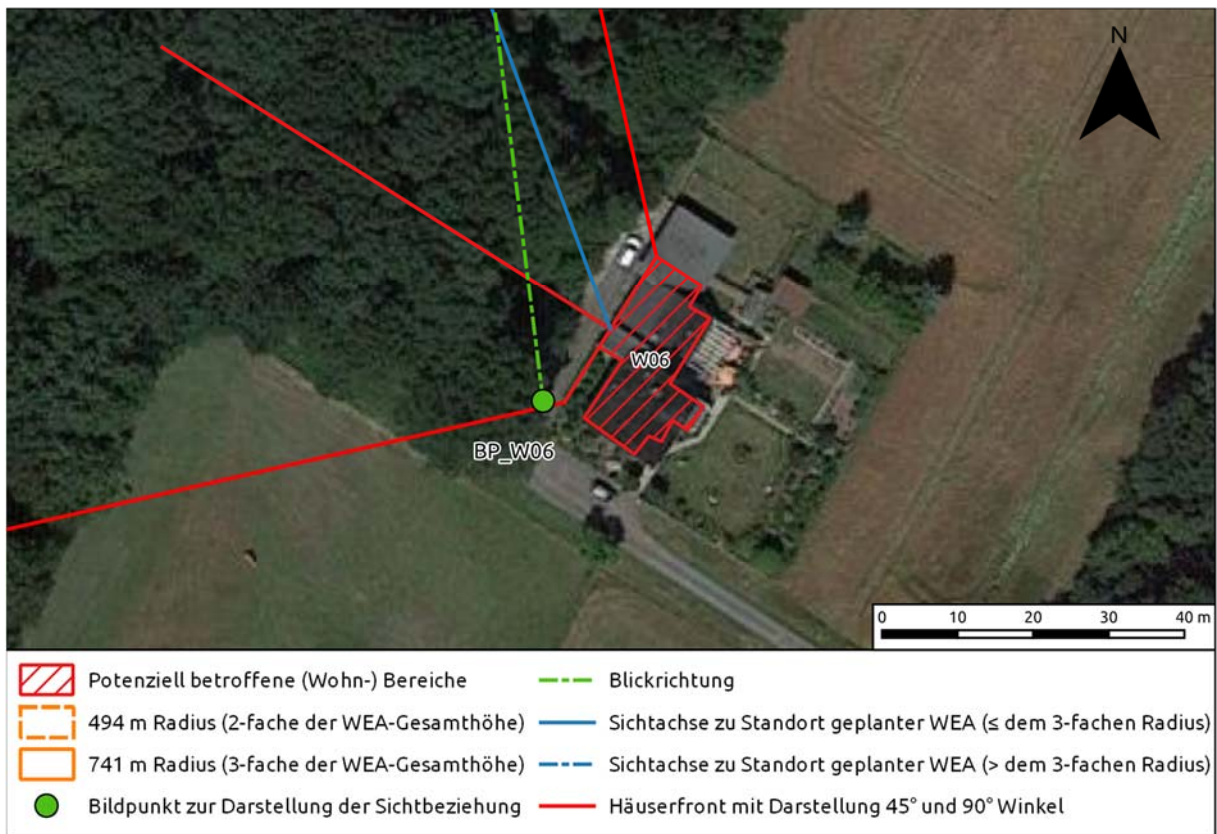 N
W06
BP_W06
0 10 20 30 40 m
Potenziell betroffene (Wohn-) Bereiche
494 m Radius (2-fache der WEA-Gesamthöhe)
741 m Radius (3-fache der WEA-Gesamthöhe)
Bildpunkt zur Darstellung der Sichtbeziehung
Blickrichtung
Sichtachse zu Standort geplanter WEA (≤ dem 3-fachen Radius)
Sichtachse zu Standort geplanter WEA (> dem 3-fachen Radius)
Häuserfront mit Darstellung 45° und 90° Winkel